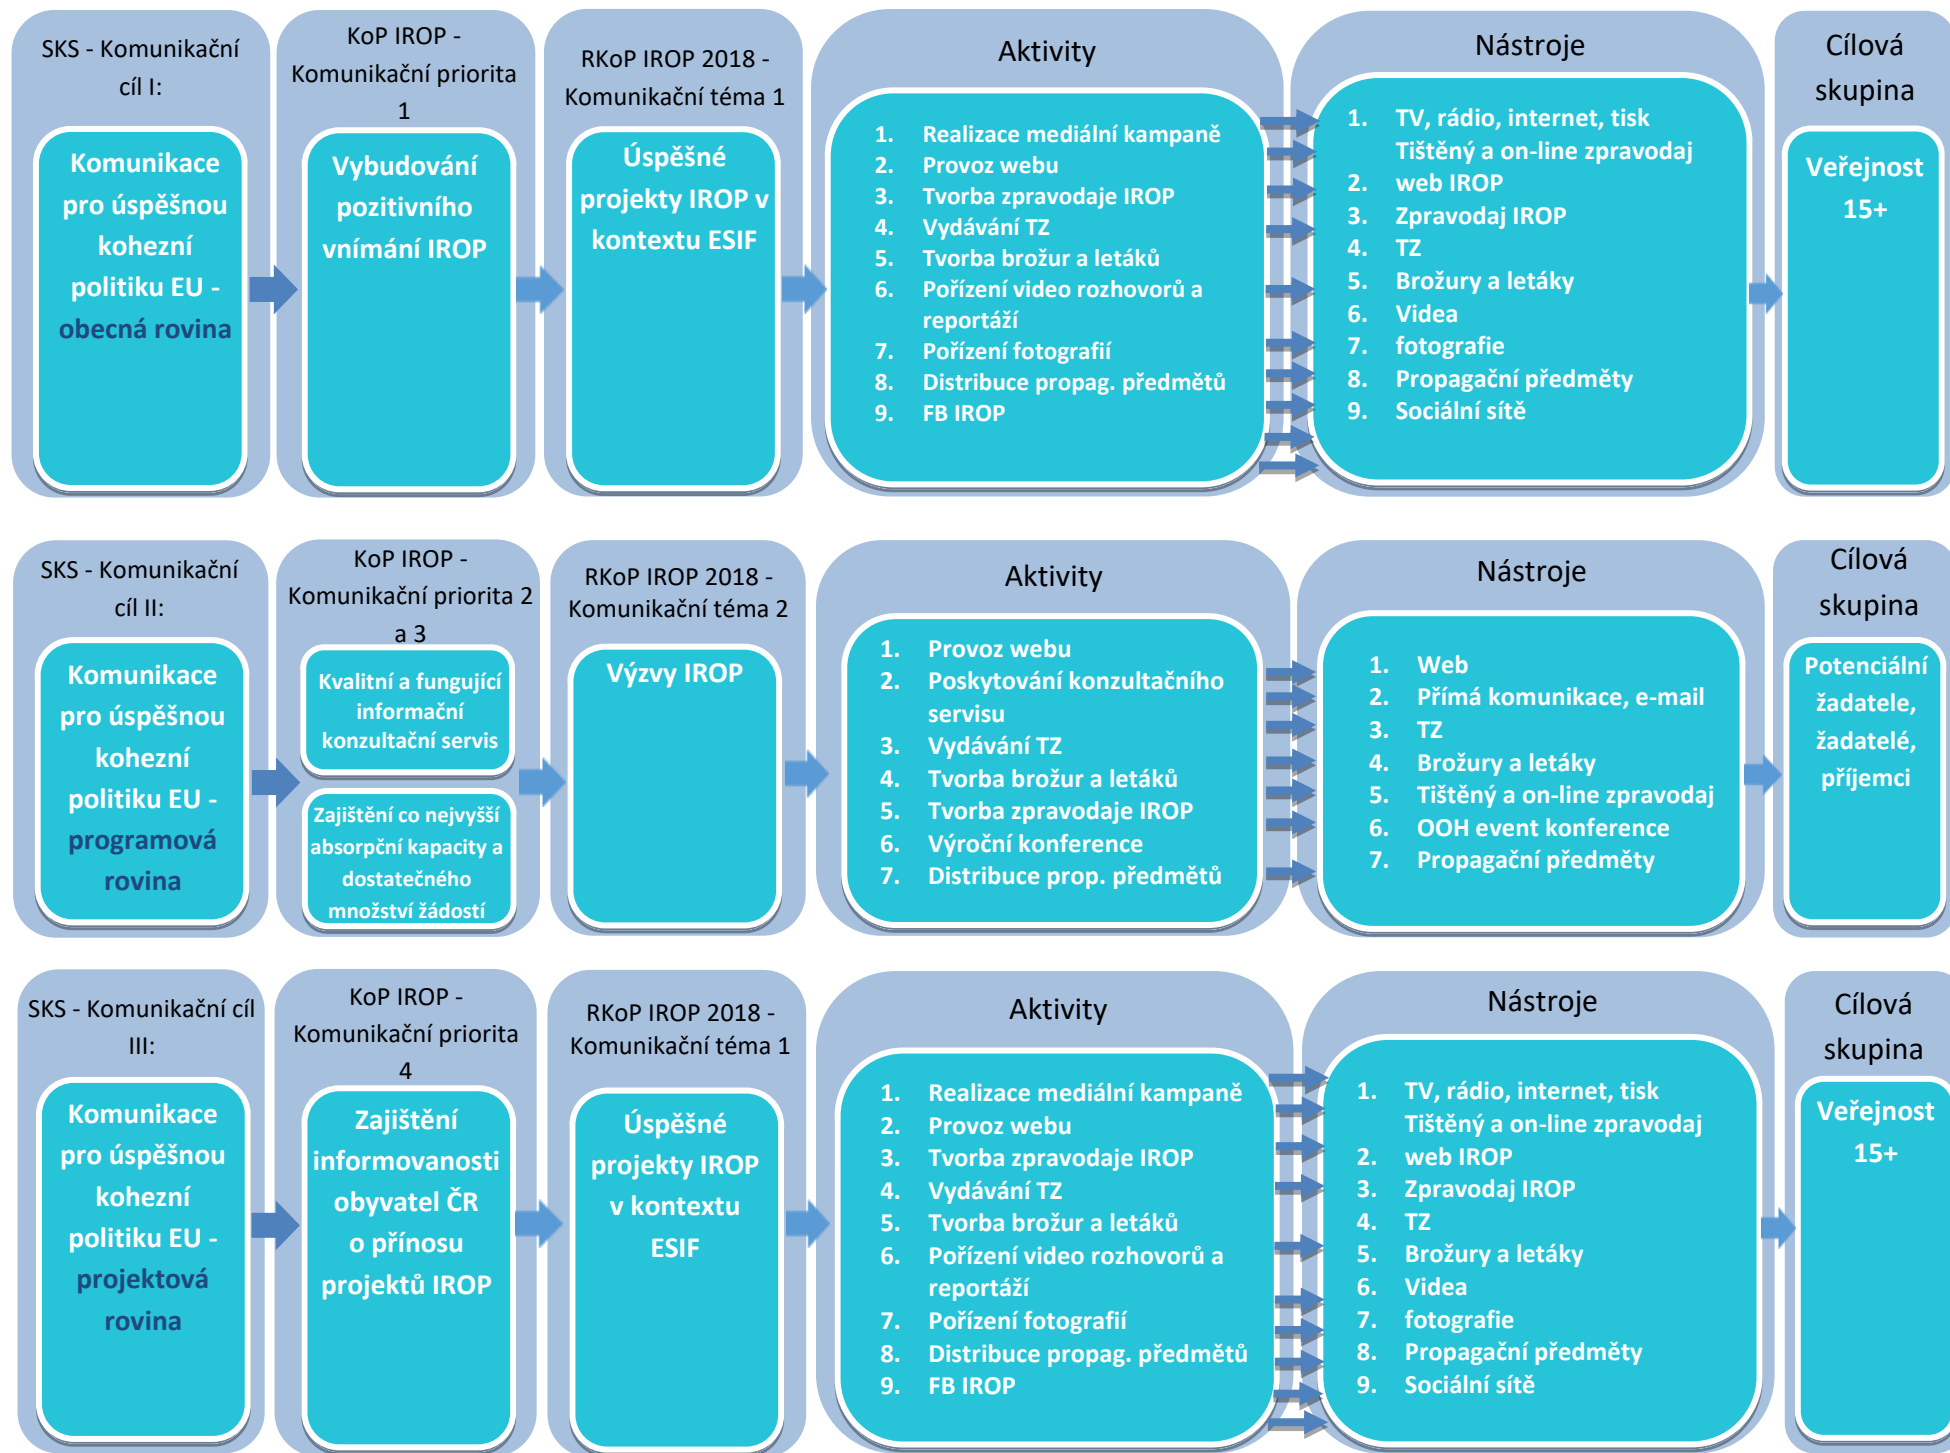 SKS - Komunikační
cíl I:
Komunikace
pro úspěšnou
kohezní
politiku EU -
obecná rovina
KoP IROP -
Komunikační priorita
1
Vybudování
pozitivního
vnímání IROP
RKoP IROP 2018 -
Komunikační téma 1
Úspěšné
projekty IROP v
kontextu ESIF
Aktivity
1. Realizace mediální kampaně
2. Provoz webu
3. Tvorba zpravodaje IROP
4. Vydávání TZ
5. Tvorba brožur a letáků
6. Pořízení video rozhovorů a
reportáží
7. Pořízení fotografií
8. Distribuce propag. předmětů
9. FB IROP
Nástroje
1. TV, rádio, internet, tisk
Tištěný a on-line zpravodaj
2. web IROP
3. Zpravodaj IROP
4. TZ
5. Brožury a letáky
6. Videa
7. fotografie
8. Propagační předměty
9. Sociální sítě
Cílová
skupina
Veřejnost
15+
SKS - Komunikační
cíl II:
Komunikace
pro úspěšnou
kohezní
politiku EU -
programová
rovina
KoP IROP -
Komunikační priorita 2
a 3
Kvalitní a fungující
informační
konzultační servis
Zajištění co nejvyšší
absorpční kapacity a
dostatečného
množství žádostí
RKoP IROP 2018 -
Komunikační téma 2
Výzvy IROP
Aktivity
1. Provoz webu
2. Poskytování konzultačního
servisu
3. Vydávání TZ
4. Tvorba brožur a letáků
5. Tvorba zpravodaje IROP
6. Výroční konference
7. Distribuce prop. předmětů
Nástroje
1. Web
2. Přímá komunikace, e-mail
3. TZ
4. Brožury a letáky
5. Tištěný a on-line zpravodaj
6. OOH event konference
7. Propagační předměty
Cílová
skupina
Potenciální
žadatele,
žadatelé,
příjemci
SKS - Komunikační cíl
III:
Komunikace
pro úspěšnou
kohezní
politiku EU -
projektová
rovina
KoP IROP -
Komunikační priorita
4
Zajištění
informovanosti
obyvatel ČR
o přínosu
projektů IROP
RKoP IROP 2018 -
Komunikační téma 1
Úspěšné
projekty IROP
v kontextu
ESIF
Aktivity
1. Realizace mediální kampaně
2. Provoz webu
3. Tvorba zpravodaje IROP
4. Vydávání TZ
5. Tvorba brožur a letáků
6. Pořízení video rozhovorů a
reportáží
7. Pořízení fotografií
8. Distribuce propag. předmětů
9. FB IROP
Nástroje
1. TV, rádio, internet, tisk
Tištěný a on-line zpravodaj
2. web IROP
3. Zpravodaj IROP
4. TZ
5. Brožury a letáky
6. Videa
7. fotografie
8. Propagační předměty
9. Sociální sítě
Cílová
skupina
Veřejnost
15+